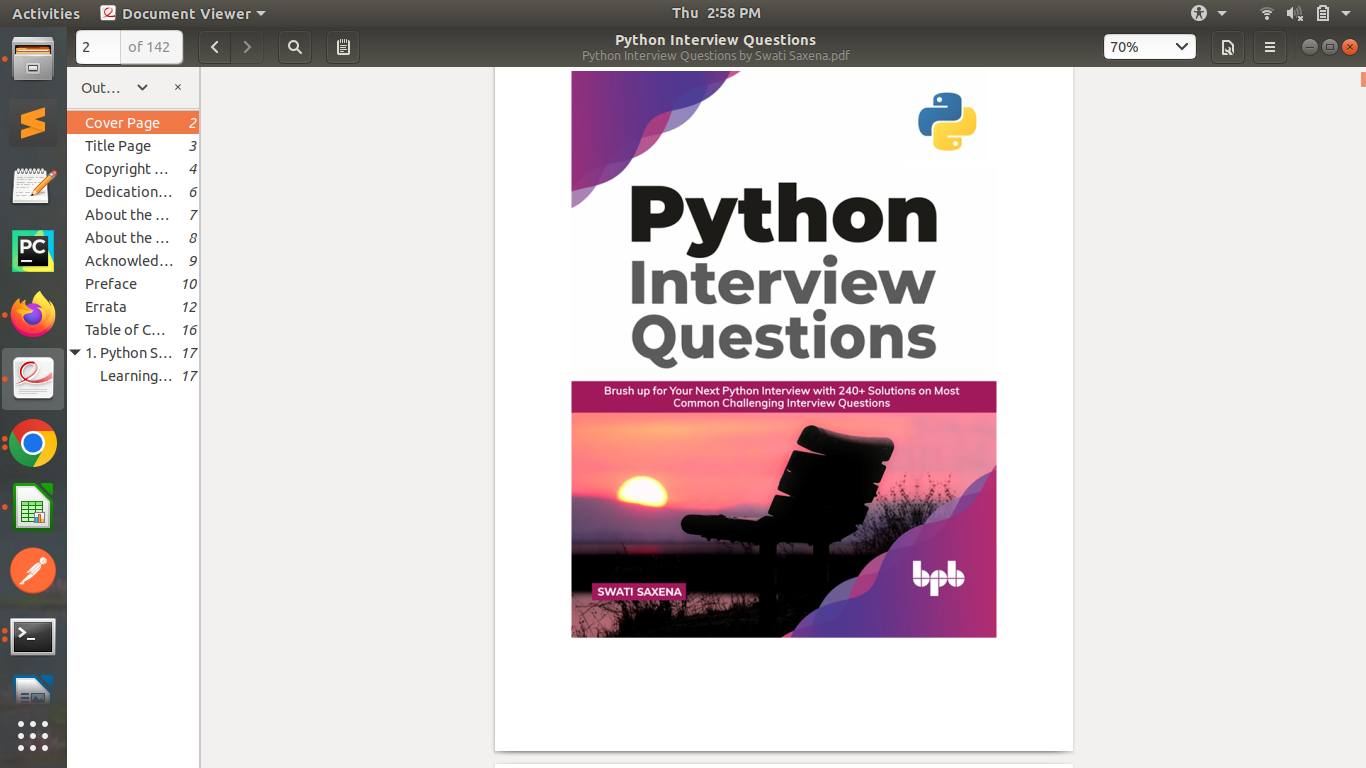 Activities
Document Viewer
Thu 2:58 PM
2
of 142
Python Interview Questions
Python Interview Questions by Swati Saxena.pdf
70%
Out...
×
Cover Page 2
Title Page 3
Copyright ... 4
Dedication... 6
About the ... 7
About the ... 8
Acknowled... 9
Preface 10
Errata 12
Table of C... 16
1. Python S... 17
Learning... 17
PC
>_
Python
Interview
Questions
Brush up for Your Next Python Interview with 240+ Solutions on Most
Common Challenging Interview Questions
SWATI SAXENA
bpb